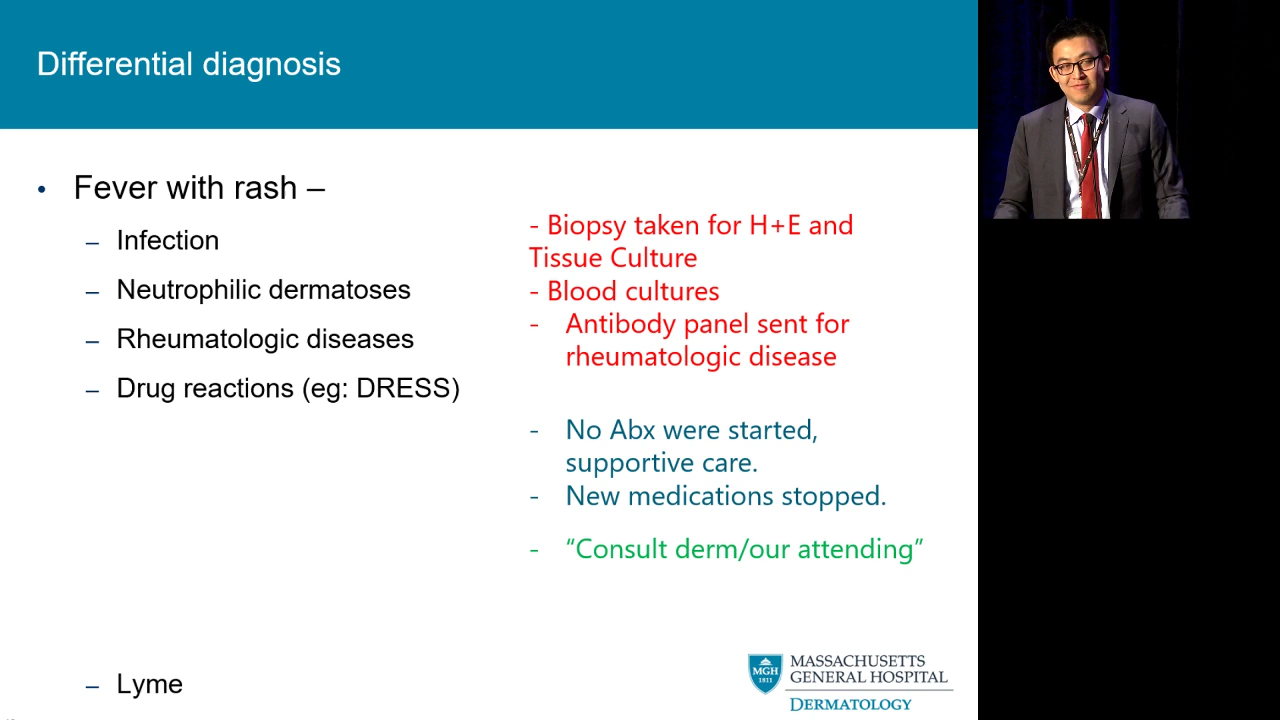 Differential diagnosis
• Fever with rash –
– Infection
– Neutrophilic dermatoses
– Rheumatologic diseases
– Drug reactions (eg: DRESS)
– Lyme
- Biopsy taken for H+E and
Tissue Culture
- Blood cultures
- Antibody panel sent for
rheumatologic disease
- No Abx were started,
supportive care.
- New medications stopped.
- “Consult derm/our attending”
MGH
1811
MASSACHUSETTS
GENERAL HOSPITAL
DERMATOLOGY